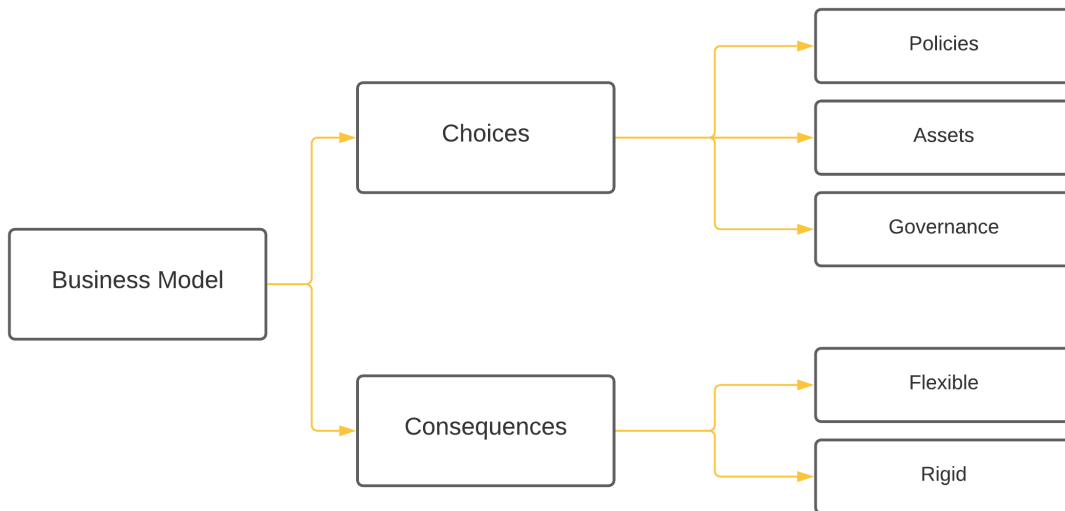 Business Model
Choices
Policies
Assets
Governance
Consequences
Flexible
Rigid